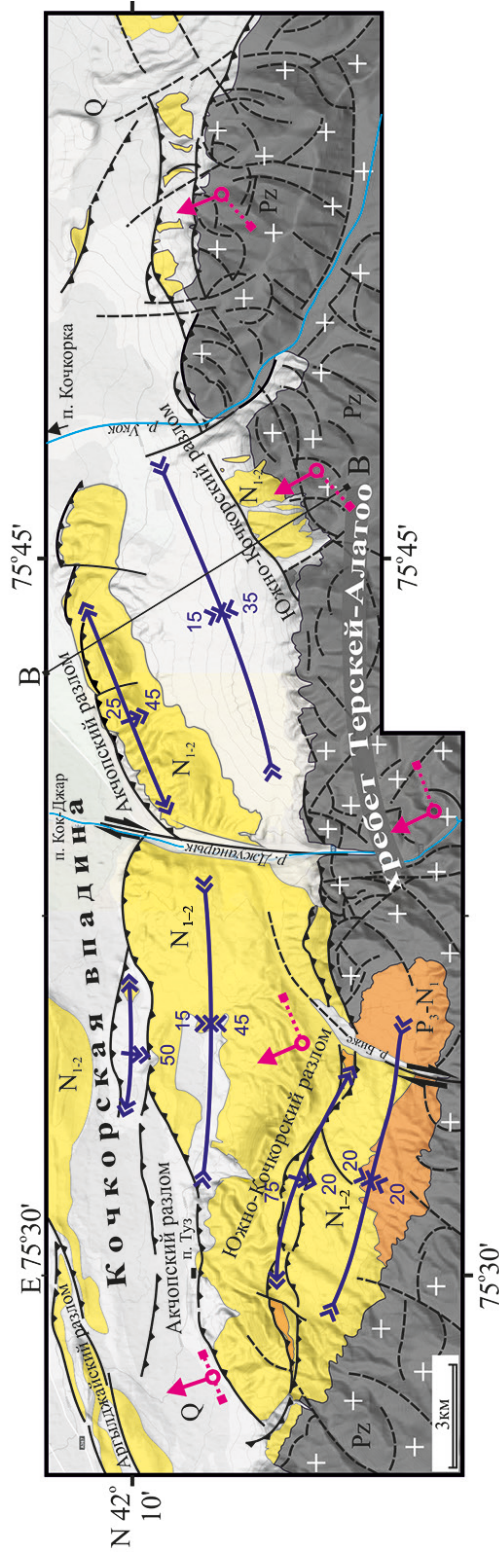 E 75°30'
75°45'
B
N 42°
10'
Аргылджайский разлом
N₁₋₂
Кочкорская впадина
п. Кок-Джар
п. Кочкорка
Q
Акчопский разлом
п. Туз
Q
50
N₁₋₂
15
45
р. Джуанарык
Акчопский разлом
25
45
N₁₋₂
р. Укок
15
35
Южно-Кочкорский разлом
N₁₋₂
Pz
Pz
Южно-Кочкорский разлом
75
20
N₁₋₂
20
20
P₃-N₁
хребет Терскей-Алатоо
B
Pz
3км
75°30'
75°45'